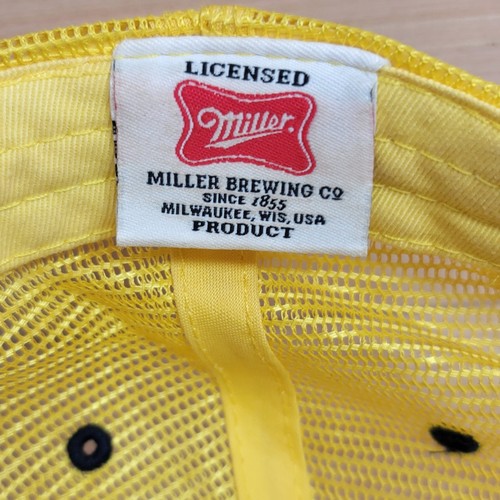 LICENSED
Miller
MILLER BREWING CO
SINCE 1855
MILWAUKEE, WIS, USA
PRODUCT